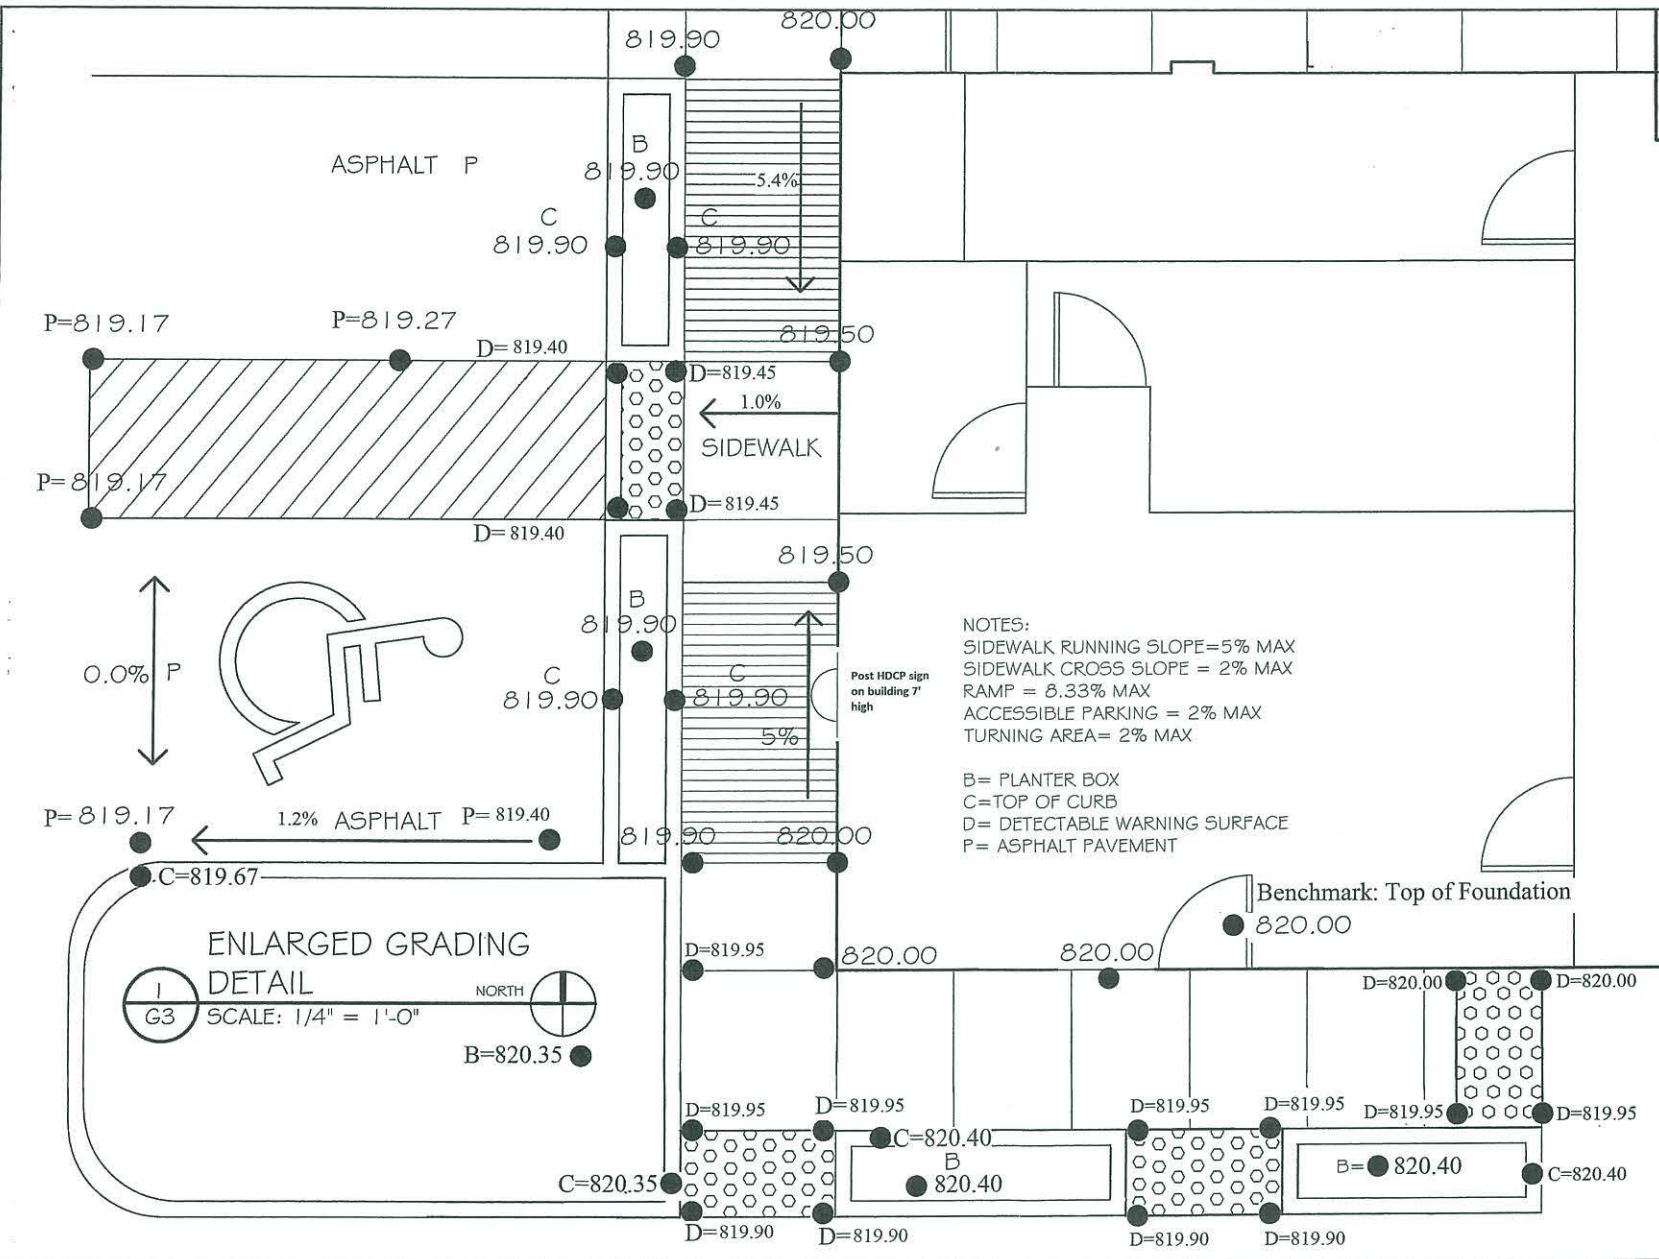 820.00
819.90
B
819.90
ASPHALT P
5.4%
C
819.90
C
819.90
P=819.17
P=819.27
D= 819.40
819.50
D=819.45
1.0%
SIDEWALK
P= 819.17
D= 819.45
D= 819.40
819.50
B
819.90
0.0% P
C
819.90
C
819.90
5%
Post HDCP sign
on building 7'
high
NOTES:
SIDEWALK RUNNING SLOPE=5% MAX
SIDEWALK CROSS SLOPE = 2% MAX
RAMP = 8.33% MAX
ACCESSIBLE PARKING = 2% MAX
TURNING AREA= 2% MAX
B= PLANTER BOX
C=TOP OF CURB
D= DETECTABLE WARNING SURFACE
P= ASPHALT PAVEMENT
P= 819.17
1.2% ASPHALT P= 819.40
819.90
820.00
C=819.67
Benchmark: Top of Foundation
820.00
ENLARGED GRADING
DETAIL
1
G3
SCALE: 1/4" = 1'-0"
NORTH
B=820.35
D=819.95
820.00
820.00
D=820.00
D=820.00
D=819.95
D= 819.95
D=819.95
D=819.95
D=819.95
D=819.95
C=820.40
B
820.40
B= 820.40
C=820.40
C=820.35
D=819.90
D= 819.90
D=819.90
D=819.90